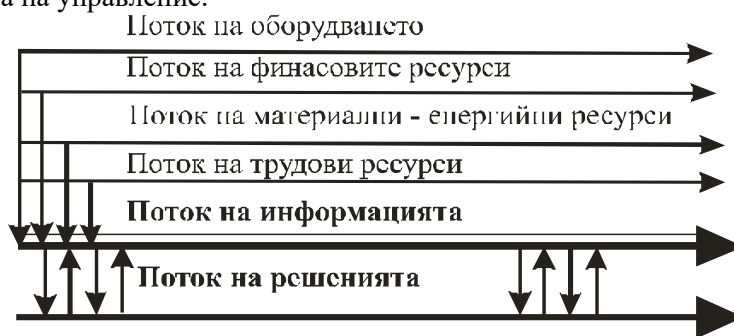 а на управление.
Поток на оборудването
Поток на финасовите ресурси
Поток на материални - енергийни ресурси
Поток на трудови ресурси
Поток на информацията
Поток на решенията